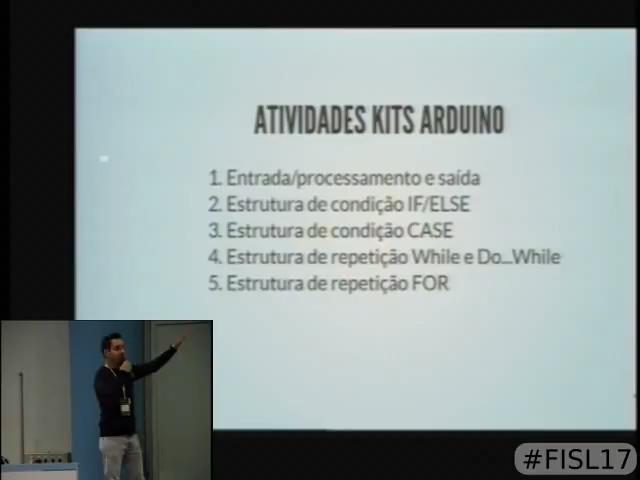 ATIVIDADES KITS ARDUINO
1. Entrada/processamento e saída
2. Estrutura de condição IF/ELSE
3. Estrutura de condição CASE
4. Estrutura de repetição While e Do...While
5. Estrutura de repetição FOR
#FISL17